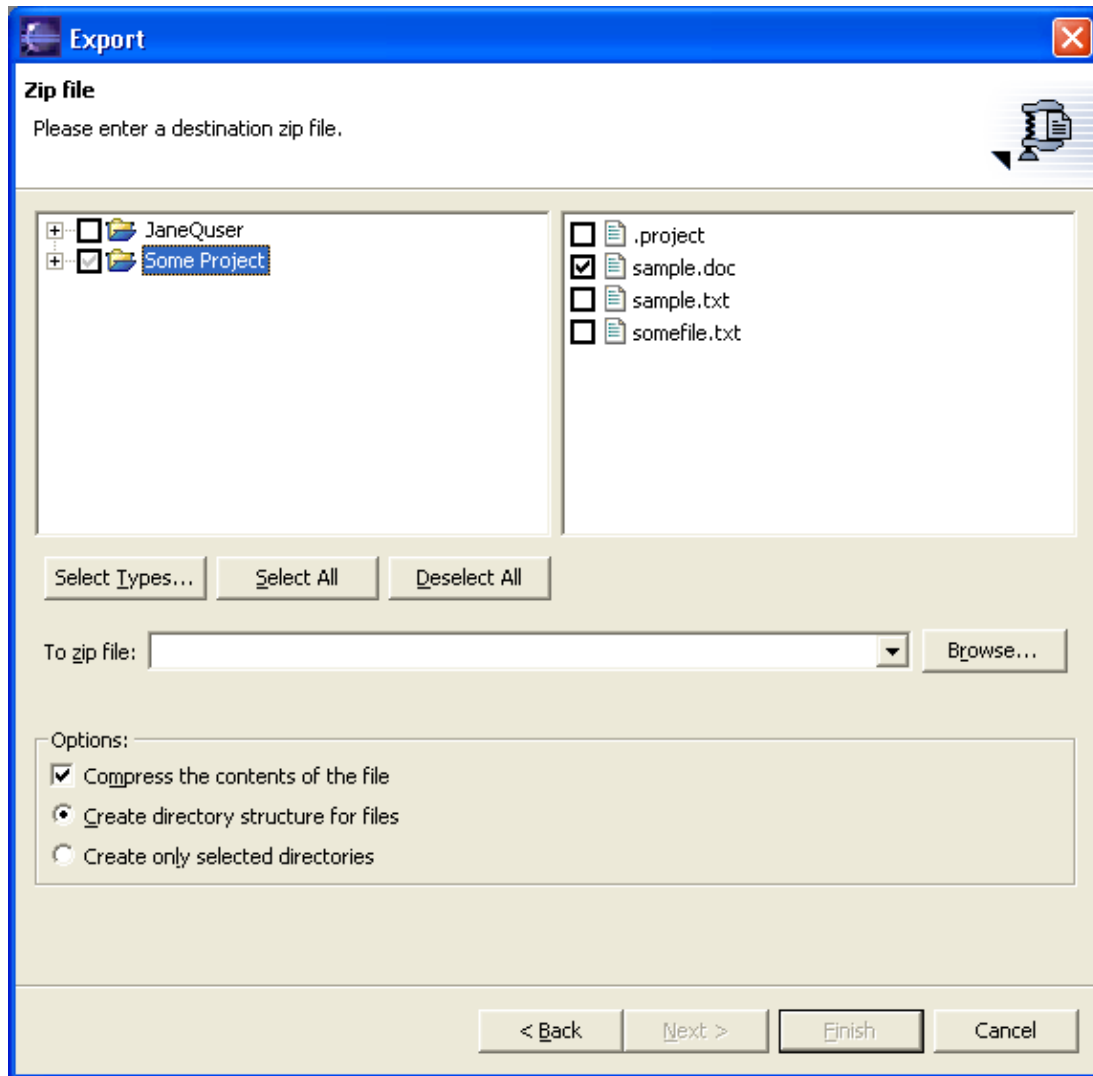 Export
Zip file
Please enter a destination zip file.
JaneQuser
Some Project
.project
sample.doc
sample.txt
somefile.txt
Select Types...
Select All
Deselect All
To zip file:
Browse...
Options:
Compress the contents of the file
Create directory structure for files
Create only selected directories
< Back
Next >
Finish
Cancel